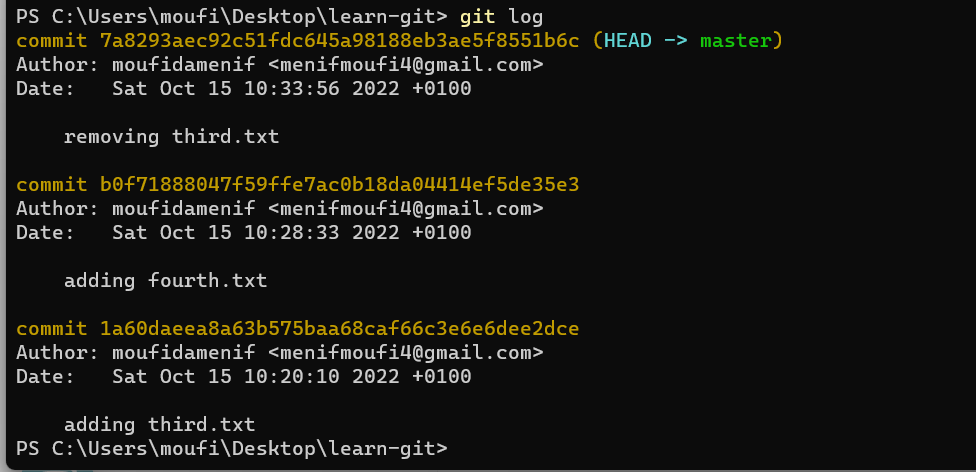 PS C:\Users\moufi\Desktop\learn-git> git log
commit 7a8293aec92c51fdc645a98188eb3ae5f8551b6c (HEAD -> master)
Author: moufidamenif <menifmoufi4@gmail.com>
Date:   Sat Oct 15 10:33:56 2022 +0100
    removing third.txt
commit b0f71888047f59ffe7ac0b18da04414ef5de35e3
Author: moufidamenif <menifmoufi4@gmail.com>
Date:   Sat Oct 15 10:28:33 2022 +0100
    adding fourth.txt
commit 1a60daeea8a63b575baa68caf66c3e6e6dee2dce
Author: moufidamenif <menifmoufi4@gmail.com>
Date:   Sat Oct 15 10:20:10 2022 +0100
    adding third.txt
PS C:\Users\moufi\Desktop\learn-git>